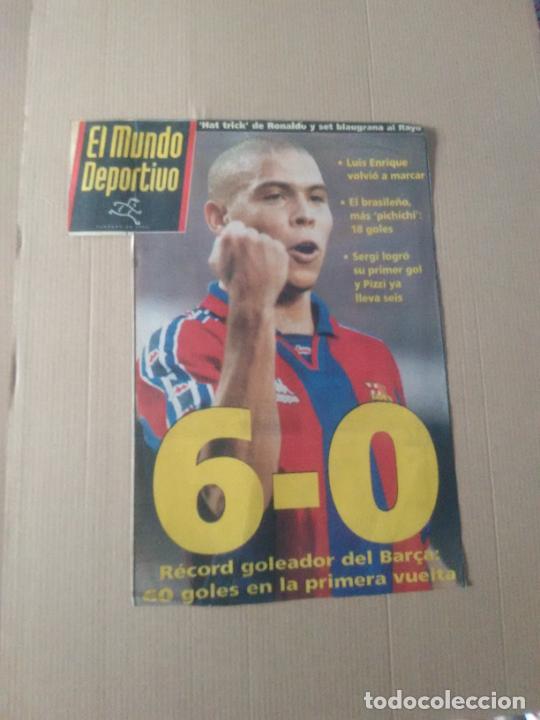 'Hat trick' de Ronaldo y set blaugrana al Rayo
El Mundo
Deportivo
• Luis Enrique
volvió a marcar
• El brasileño,
más 'pichichi':
18 goles
• Sergi logró
su primer gol
y Pizzi ya
lleva seis
6-0
Récord goleador del Barça:
60 goles en la primera vuelta
todocoleccion
todocoleccion.net